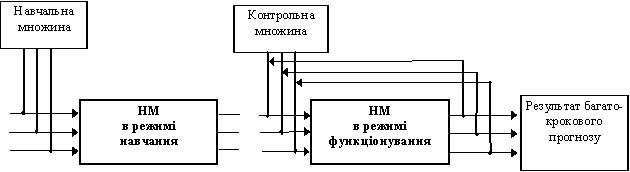 Навчальна
множина
Контрольна
множина
НМ
в режимі
навчання
НМ
в режимі
функціонування
Результат багато-
крокового
прогнозу